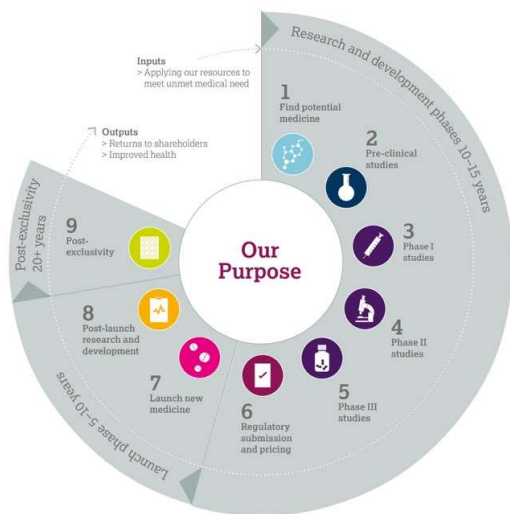 Research and development phases 10–15 years
Inputs
> Applying our resources to
meet unmet medical need
Outputs
> Returns to shareholders
> Improved health
1
Find potential
medicine
2
Pre-clinical
studies
3
Phase I
studies
4
Phase II
studies
5
Phase III
studies
6
Regulatory
submission
and pricing
7
Launch new
medicine
8
Post-launch
research and
development
9
Post-
exclusivity
Our
Purpose
Launch phase 5–10 years
Post-exclusivity
20+ years